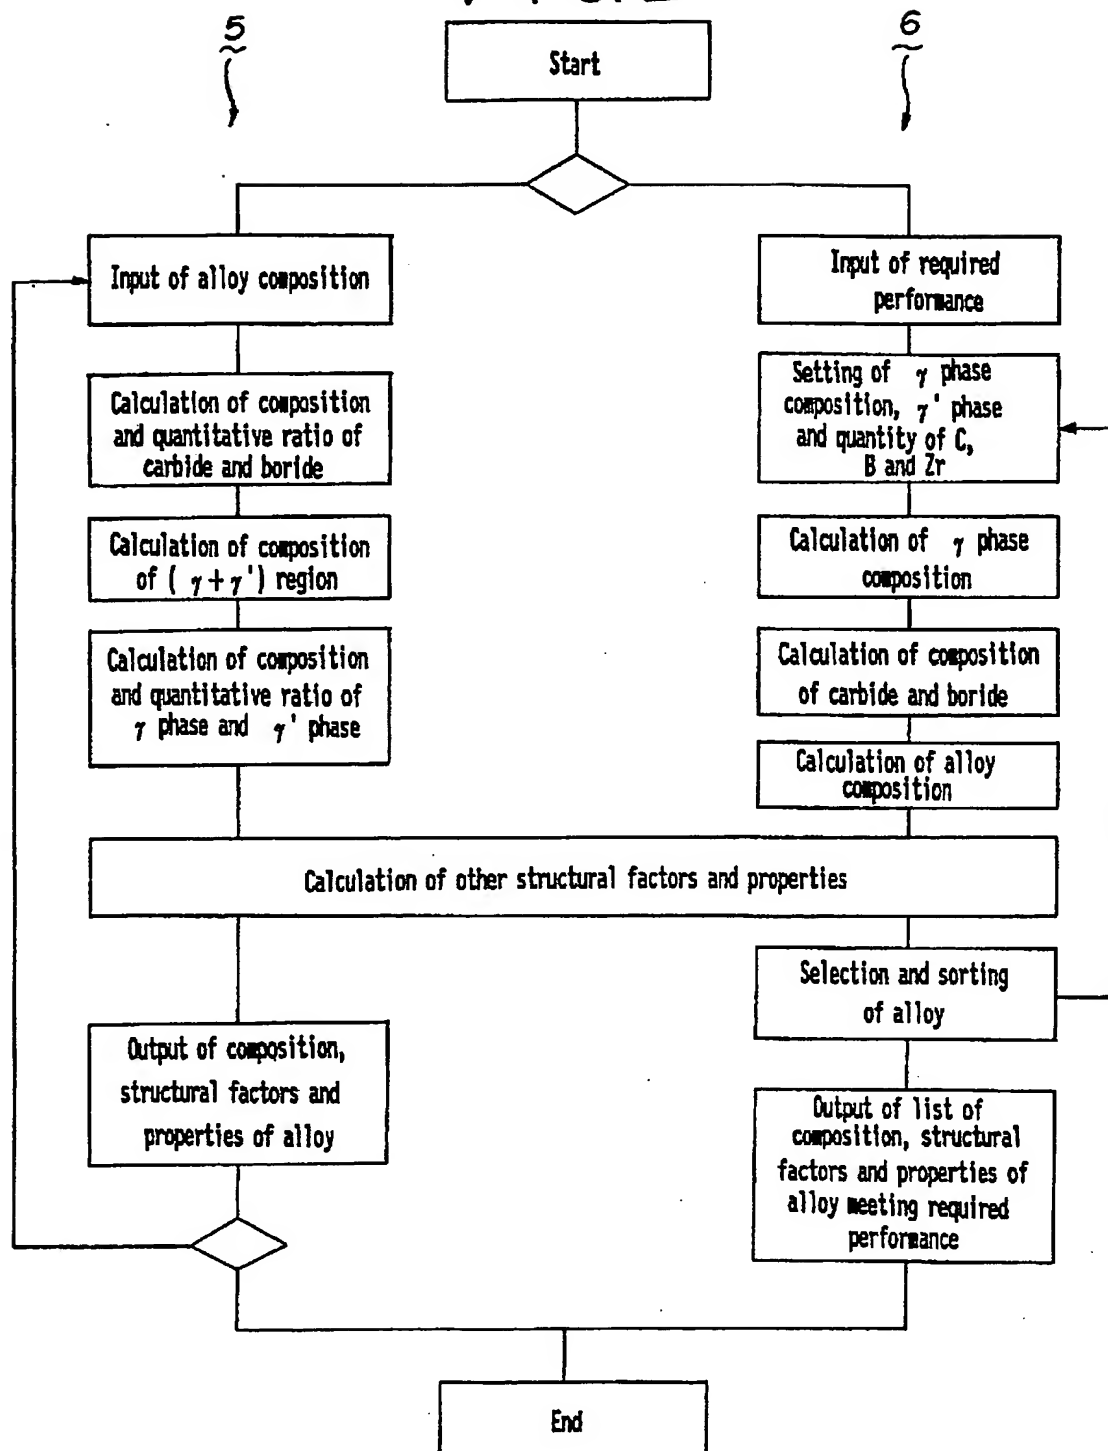 5
6
Start
Input of alloy composition
Calculation of composition
and quantitative ratio of
carbide and boride
Calculation of composition
of ( γ + γ ' ) region
Calculation of composition
and quantitative ratio of
γ phase and γ ' phase
Input of required
performance
Setting of γ phase
composition, γ ' phase
and quantity of C,
B and Zr
Calculation of γ phase
composition
Calculation of composition
of carbide and boride
Calculation of alloy
composition
Calculation of other structural factors and properties
Output of composition,
structural factors and
properties of alloy
Selection and sorting
of alloy
Output of list of
composition, structural
factors and properties of
alloy meeting required
performance
End